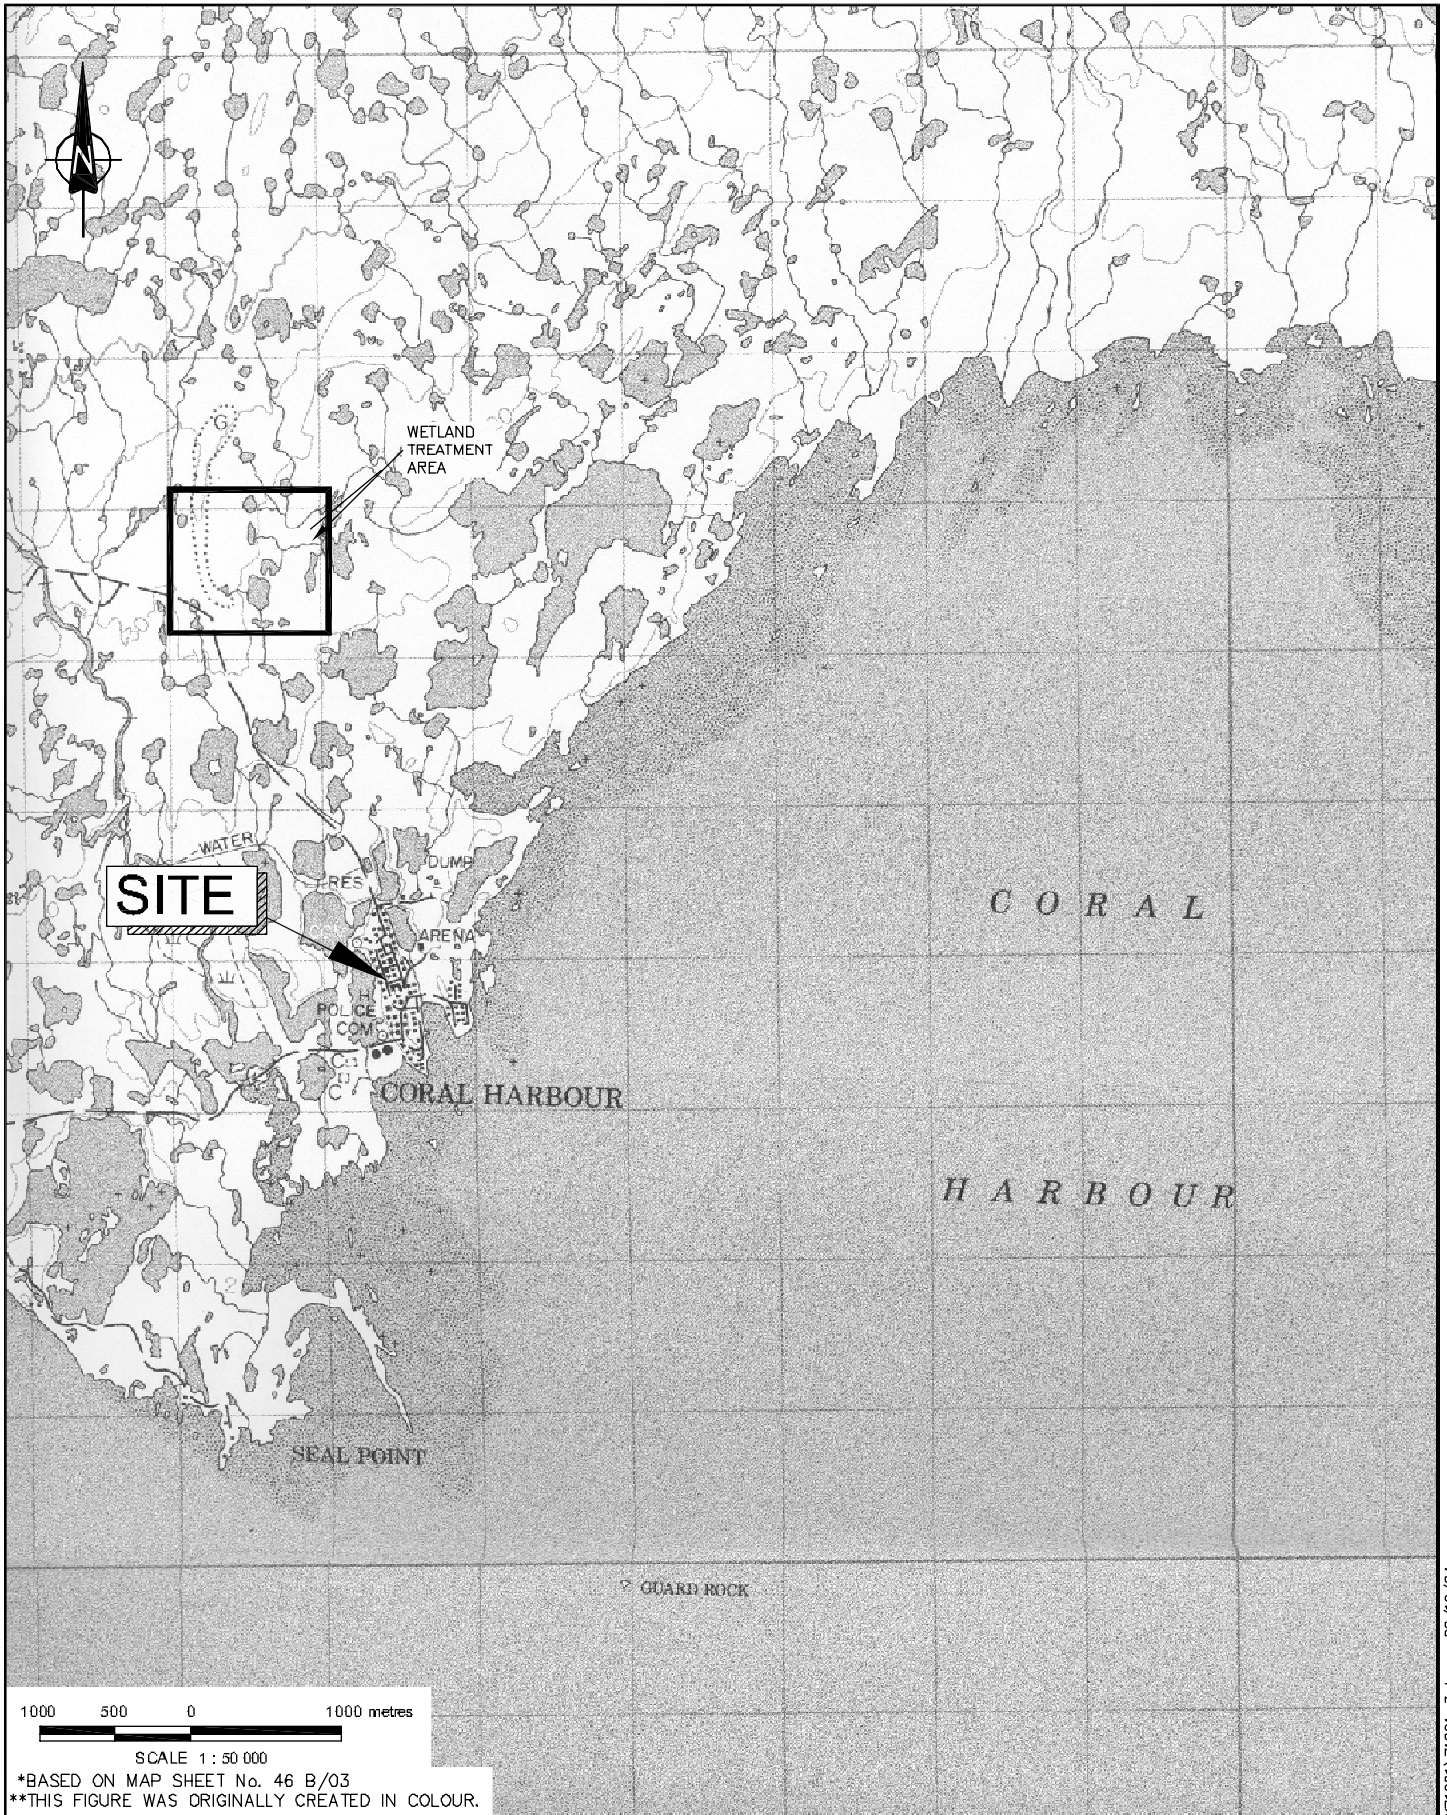 N
G
WETLAND
TREATMENT
AREA
WATER
DUMP
RES
SITE
ARENA
POLICE
COM
CORAL HARBOUR
CORAL
HARBOUR
SEAL POINT
GUARD ROCK
1000 500 0 1000 metres
SCALE 1 : 50 000
*BASED ON MAP SHEET No. 46 B/03
**THIS FIGURE WAS ORIGINALLY CREATED IN COLOUR.